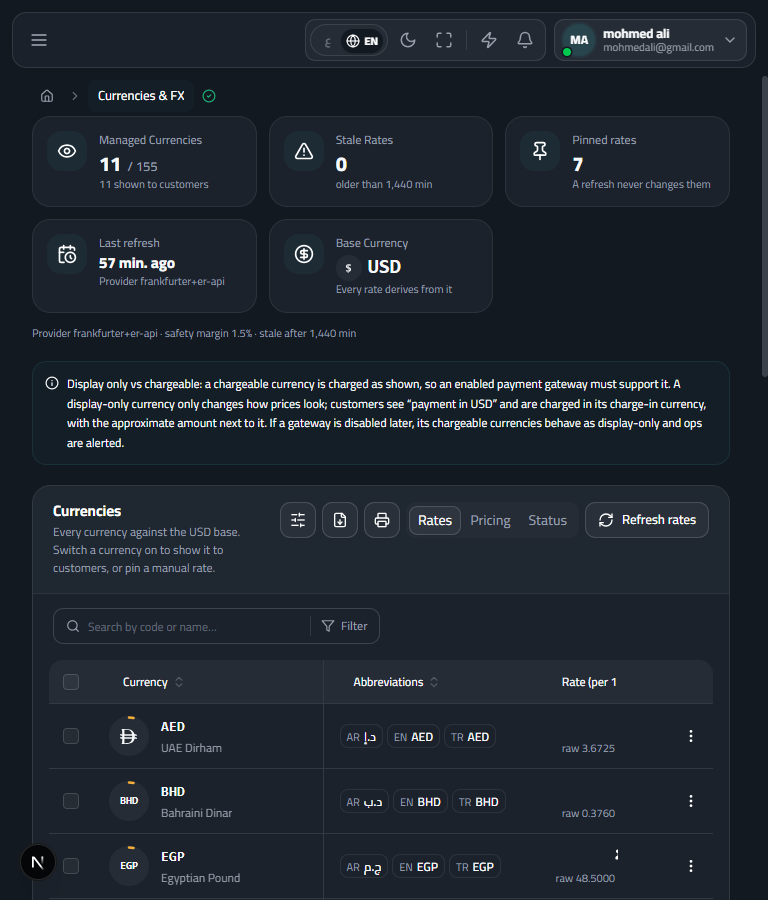 ع
EN
MA
mohmed ali
mohmedali@gmail.com
Currencies & FX
Managed Currencies
11 / 155
11 shown to customers
Stale Rates
0
older than 1,440 min
Pinned rates
7
A refresh never changes them
Last refresh
57 min. ago
Provider frankfurter+er-api
Base Currency
$ USD
Every rate derives from it
Provider frankfurter+er-api · safety margin 1.5% · stale after 1,440 min
Display only vs chargeable: a chargeable currency is charged as shown, so an enabled payment gateway must support it. A
display-only currency only changes how prices look; customers see “payment in USD” and are charged in its charge-in currency,
with the approximate amount next to it. If a gateway is disabled later, its chargeable currencies behave as display-only and ops
are alerted.
Currencies
Every currency against the USD base.
Switch a currency on to show it to
customers, or pin a manual rate.
Rates Pricing Status
Refresh rates
Search by code or name...
Filter
Currency Abbreviations Rate (per 1
AED
UAE Dirham
AR د.إ EN AED TR AED
raw 3.6725
BHD
BHD
Bahraini Dinar
AR د.ب EN BHD TR BHD
raw 0.3760
EGP
EGP
Egyptian Pound
AR ج.م EN EGP TR EGP
raw 48.5000
N